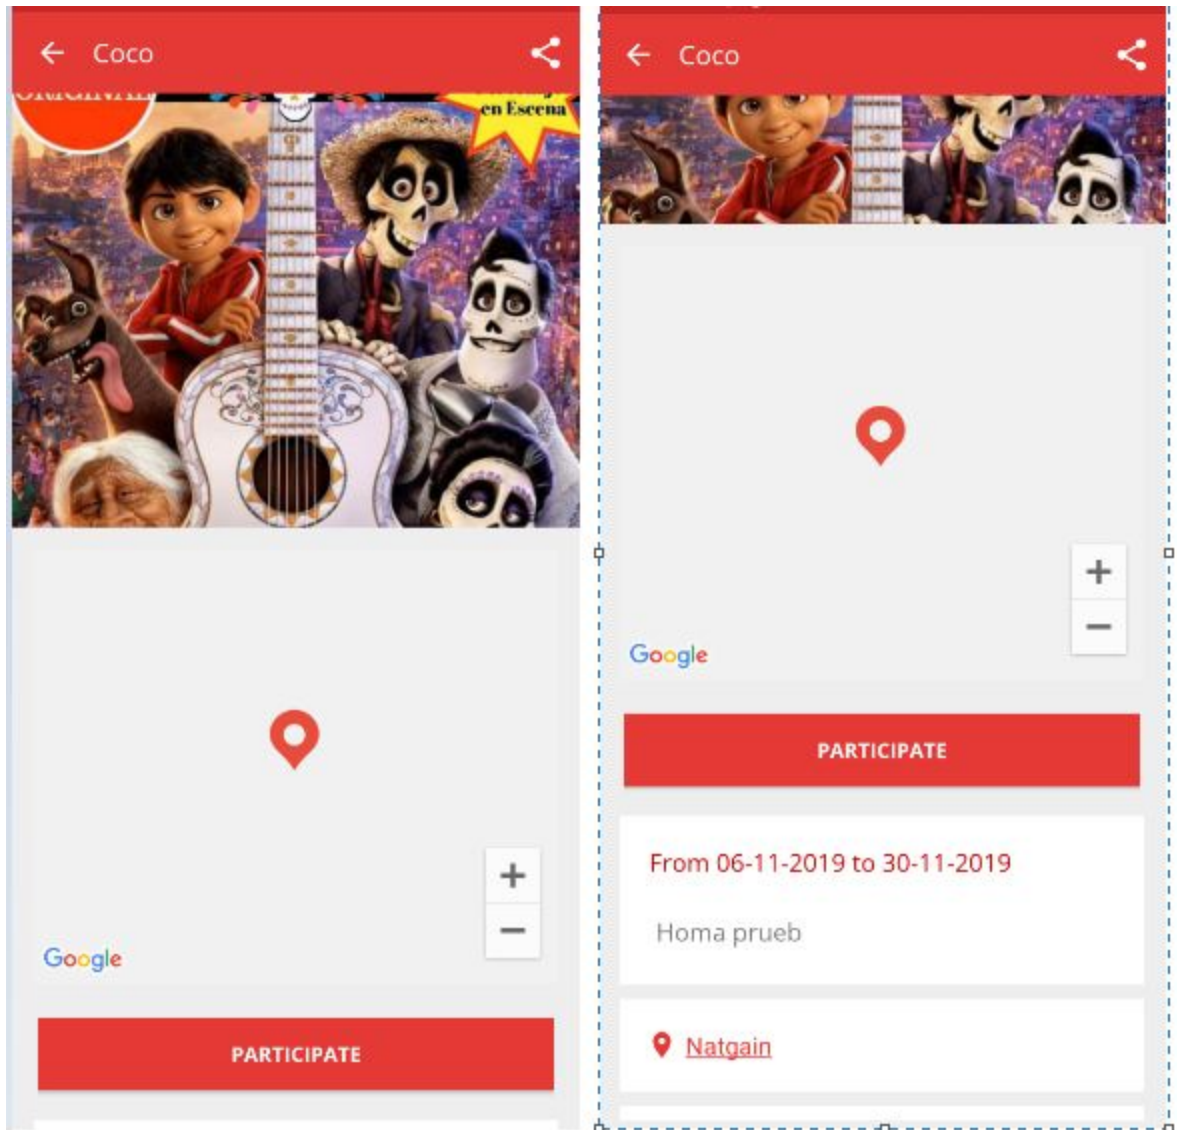 Coco
ORIGINAL
en Escena
Google
PARTICIPATE
Coco
Google
PARTICIPATE
From 06-11-2019 to 30-11-2019
Homa prueb
Natgain